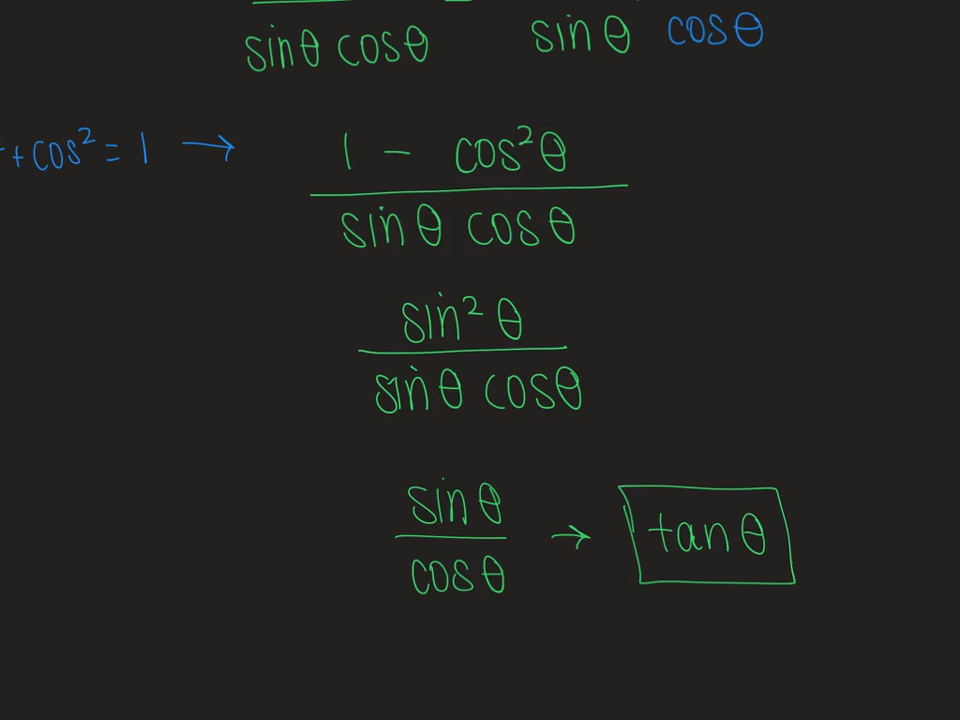 sinθ cosθ sinθ cosθ
+cos² = 1 → 1 - cos²θ
sinθ cosθ
sin²θ
sinθ cosθ
sinθ
cosθ
→ tanθ